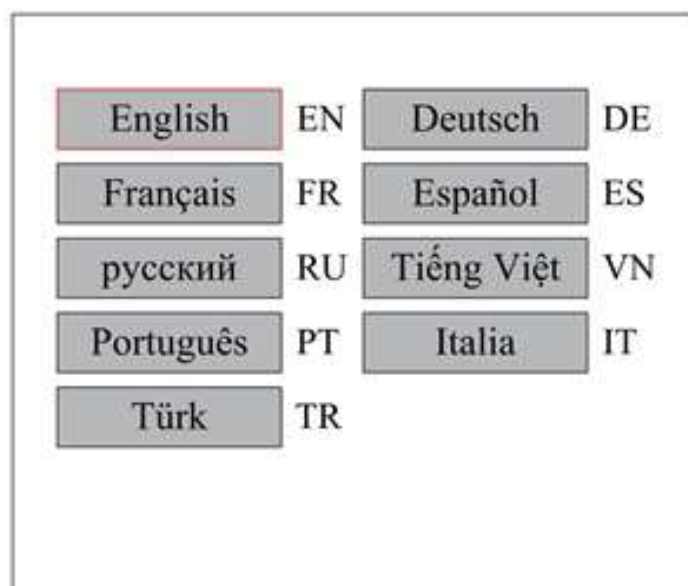 English EN Deutsch DE
Français FR Español ES
русский RU Tiếng Việt VN
Português PT Italia IT
Türk TR